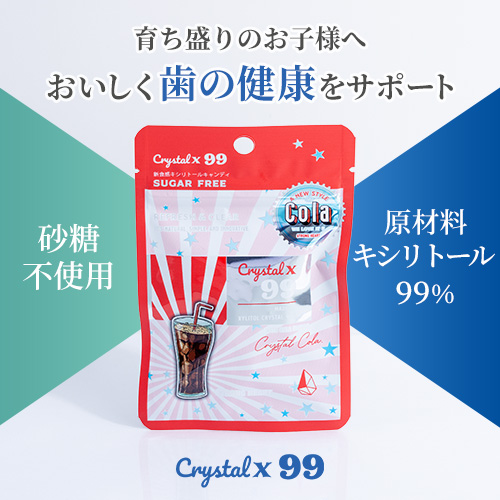 育ち盛りのお子様へ
おいしく歯の健康をサポート
Crystal x 99
新食感キシリトールキャンディ
SUGAR FREE
A NEW STYLE
Cola
砂糖
不使用
原材料
キシリトール
99%
Crystal x
99
Crystal Cola
Crystal x 99